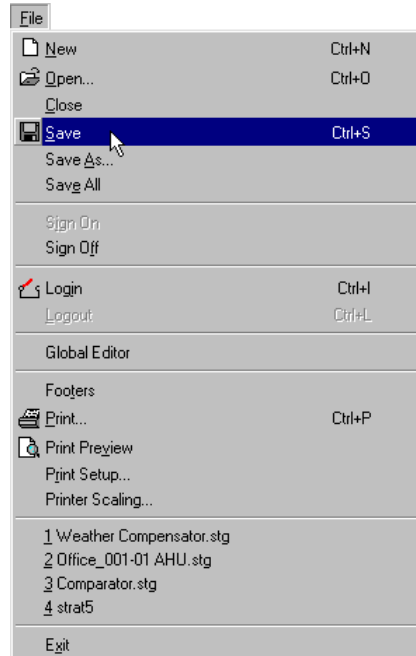 File
New Ctrl+N
Open... Ctrl+O
Close
Save Ctrl+S
Save As...
Save All
Sign On
Sign Off
Login Ctrl+I
Logout Ctrl+L
Global Editor
Footers
Print... Ctrl+P
Print Preview
Print Setup...
Printer Scaling...
1 Weather Compensator.stg
2 Office_001-01 AHU.stg
3 Comparator.stg
4 strat5
Exit